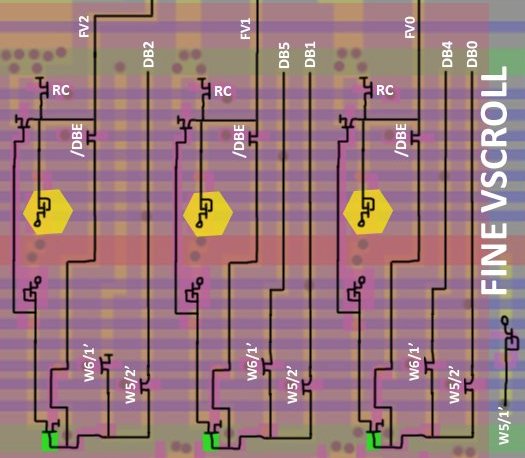 FV2
FV1
FV0
DB2
DB5
DB1
DB4
DB0
RC
RC
RC
/DBE
/DBE
/DBE
FINE VSCROLL
W6/1'
W5/2'
W6/1'
W5/2'
W6/1'
W5/2'
W5/1'